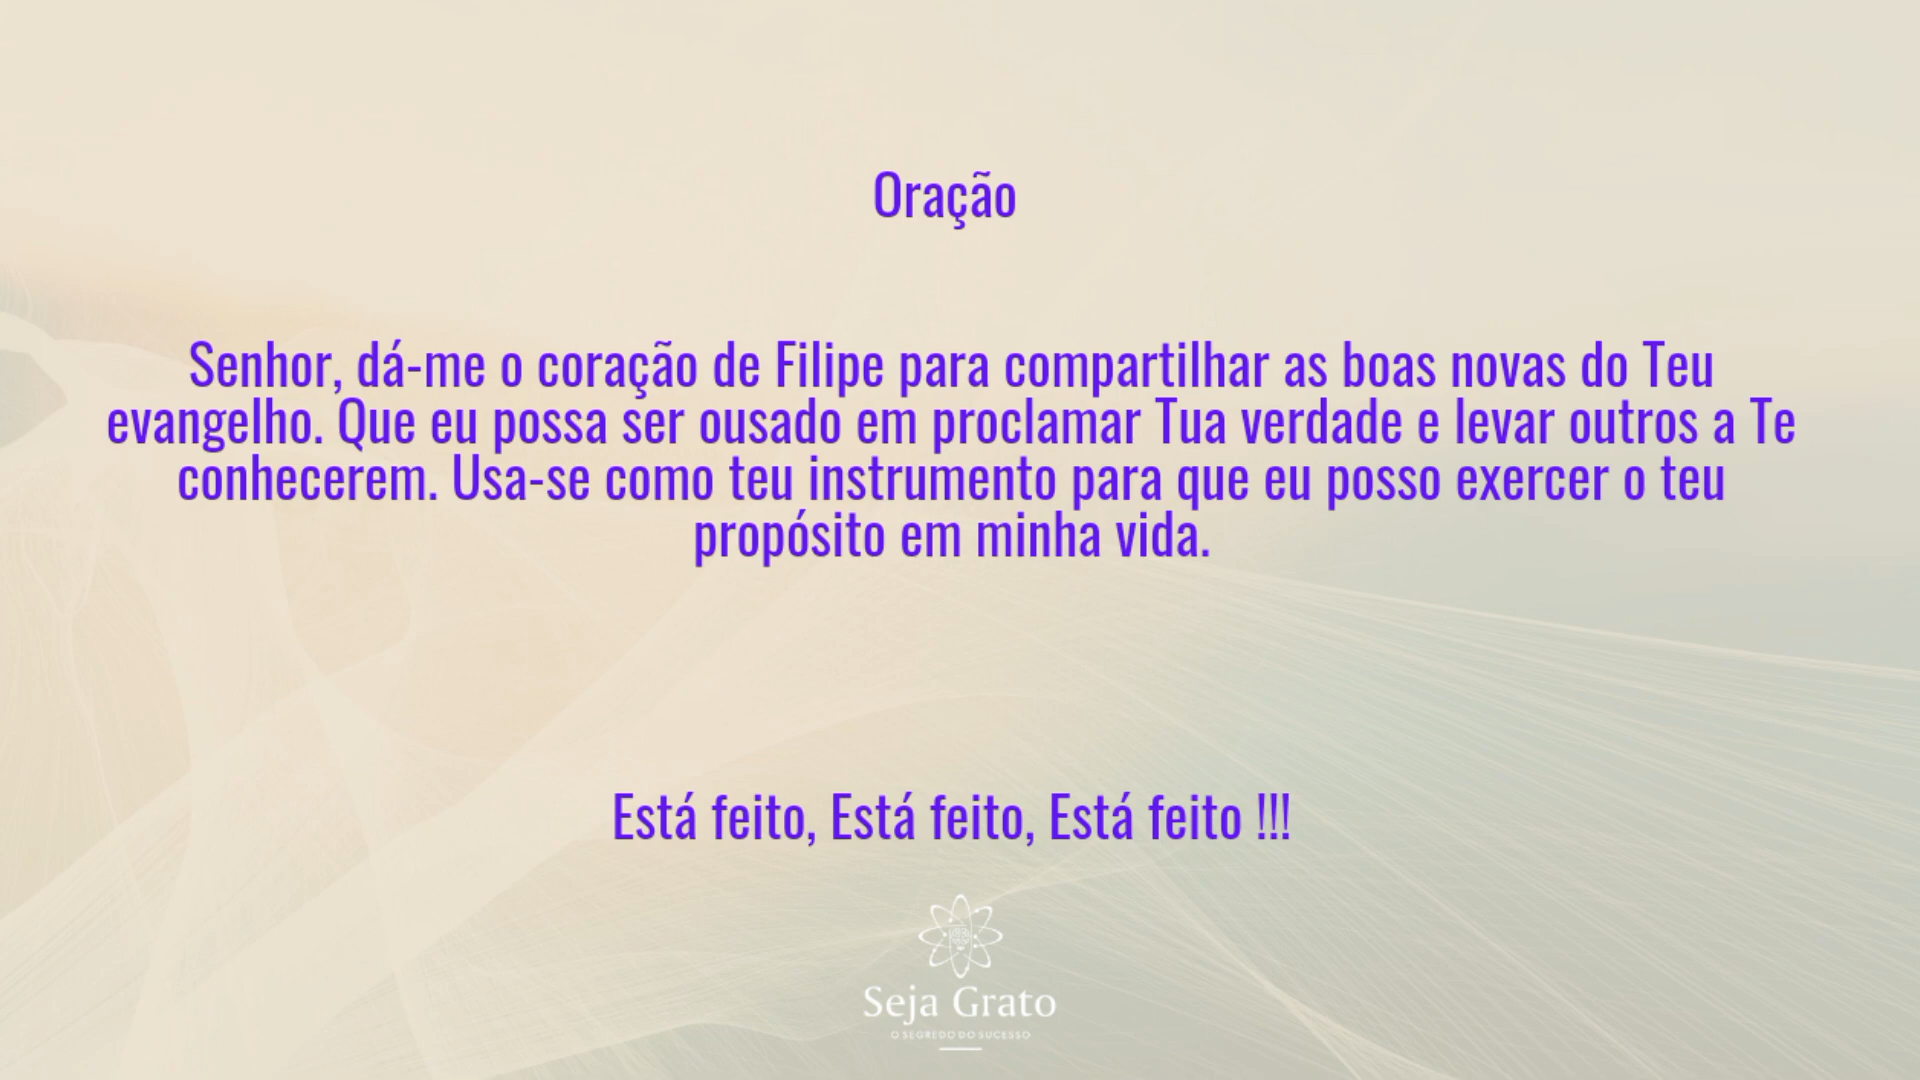 Oração
Senhor, dá-me o coração de Filipe para compartilhar as boas novas do Teu
evangelho. Que eu possa ser ousado em proclamar Tua verdade e levar outros a Te
conhecerem. Usa-se como teu instrumento para que eu posso exercer o teu
propósito em minha vida.
Está feito, Está feito, Está feito !!!
Seja Grato
O SEGREDO DO SUCESSO